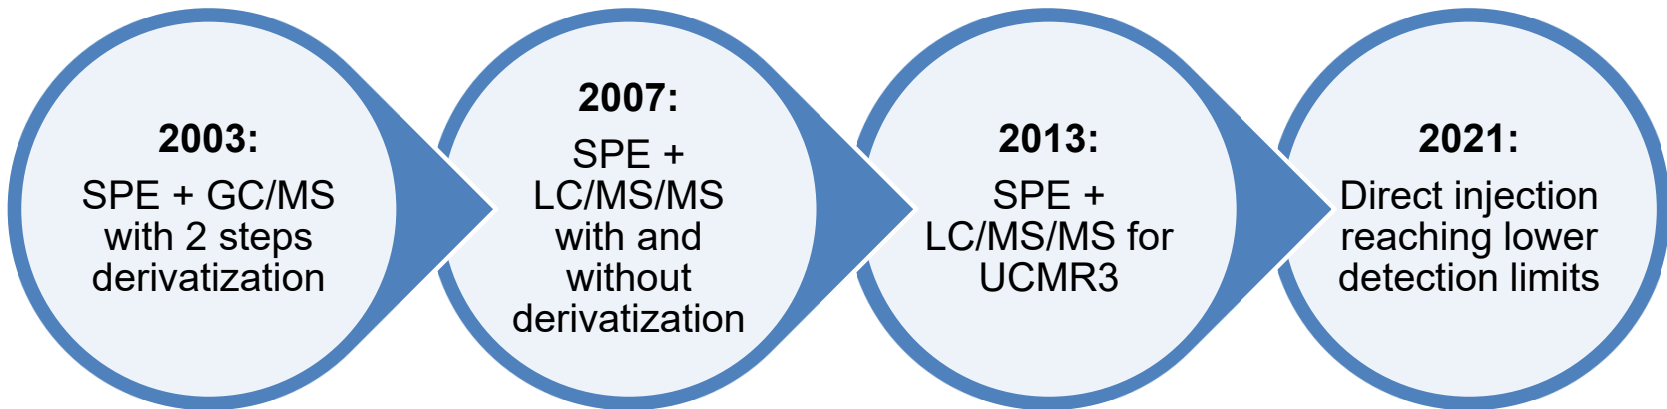 2003:
SPE + GC/MS
with 2 steps
derivatization
2007:
SPE +
LC/MS/MS
with and
without
derivatization
2013:
SPE +
LC/MS/MS for
UCMR3
2021:
Direct injection
reaching lower
detection limits